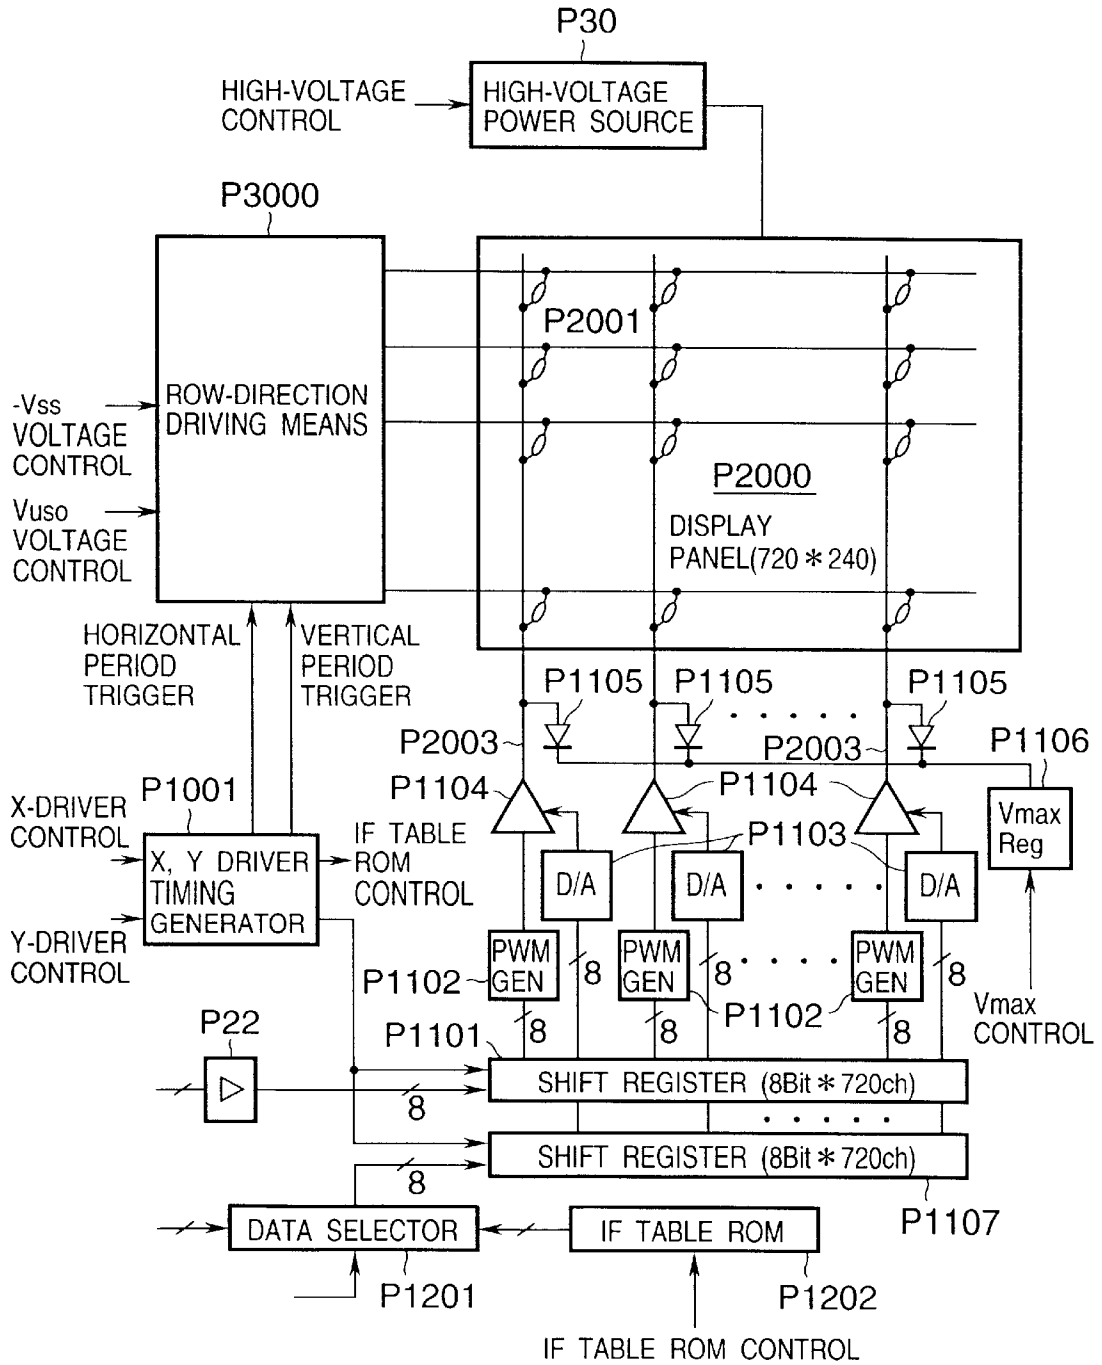 P30
HIGH-VOLTAGE
CONTROL
HIGH-VOLTAGE
POWER SOURCE
P3000
P2001
ROW-DIRECTION
DRIVING MEANS
-Vss
VOLTAGE
CONTROL
Vuso
VOLTAGE
CONTROL
P2000
DISPLAY
PANEL(720*240)
HORIZONTAL
PERIOD
TRIGGER
VERTICAL
PERIOD
TRIGGER
P1105
P1105
P1105
P2003
P2003
P1106
P1001
P1104
P1104
X-DRIVER
CONTROL
IF TABLE
ROM
CONTROL
Vmax
Reg
X, Y DRIVER
TIMING
GENERATOR
P1103
D/A
D/A
D/A
Y-DRIVER
CONTROL
PWM
GEN
PWM
GEN
PWM
GEN
8
8
8
P1102
P1102
Vmax
CONTROL
P22
P1101
8
8
8
SHIFT REGISTER (8Bit*720ch)
8
SHIFT REGISTER (8Bit*720ch)
8
P1107
DATA SELECTOR
IF TABLE ROM
P1201
P1202
IF TABLE ROM CONTROL